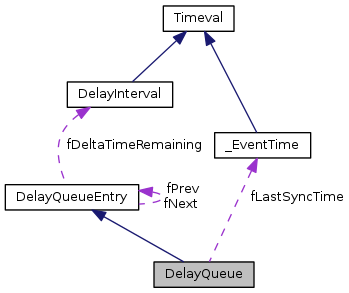 Timeval
DelayInterval
fDeltaTimeRemaining
_EventTime
DelayQueueEntry
fPrev
fNext
fLastSyncTime
DelayQueue